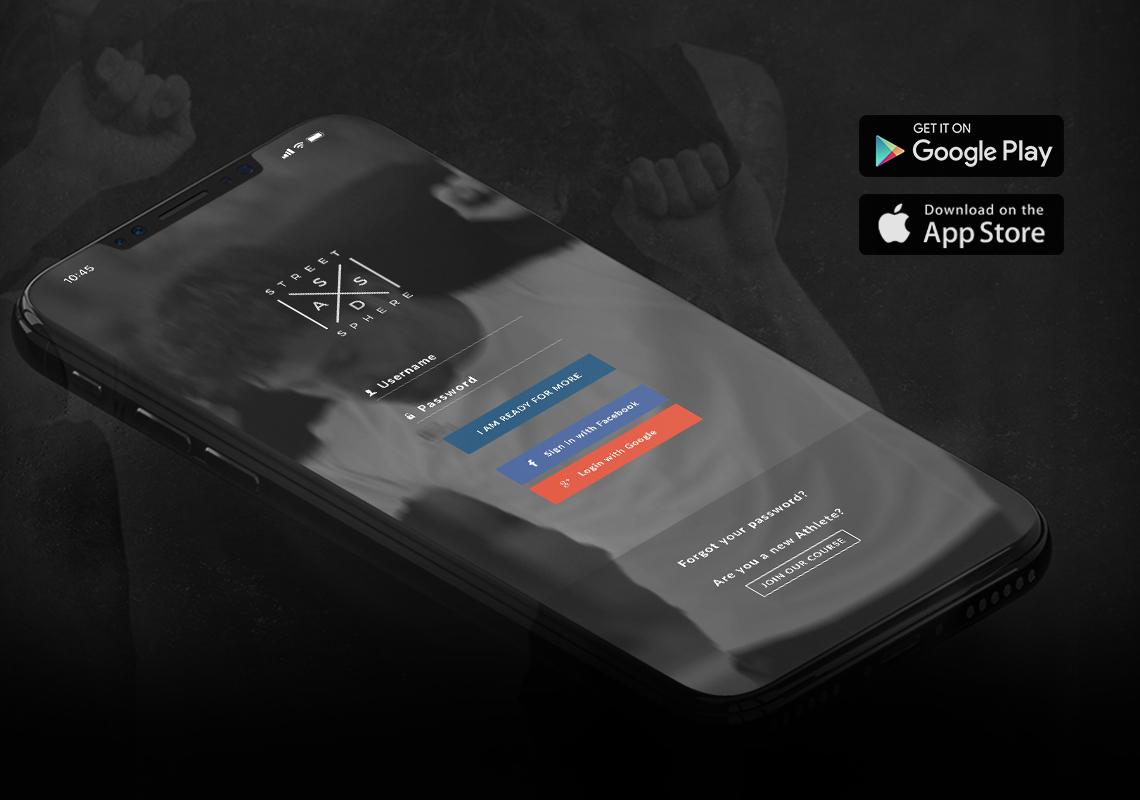 10:45
STREET
S
A S
D
SPHERE
Username
Password
I AM READY FOR MORE
Sign in with Facebook
g+ Login with Google
Forgot your password?
Are you a new Athlete?
JOIN OUR COURSE
GET IT ON
Google Play
Download on the
App Store